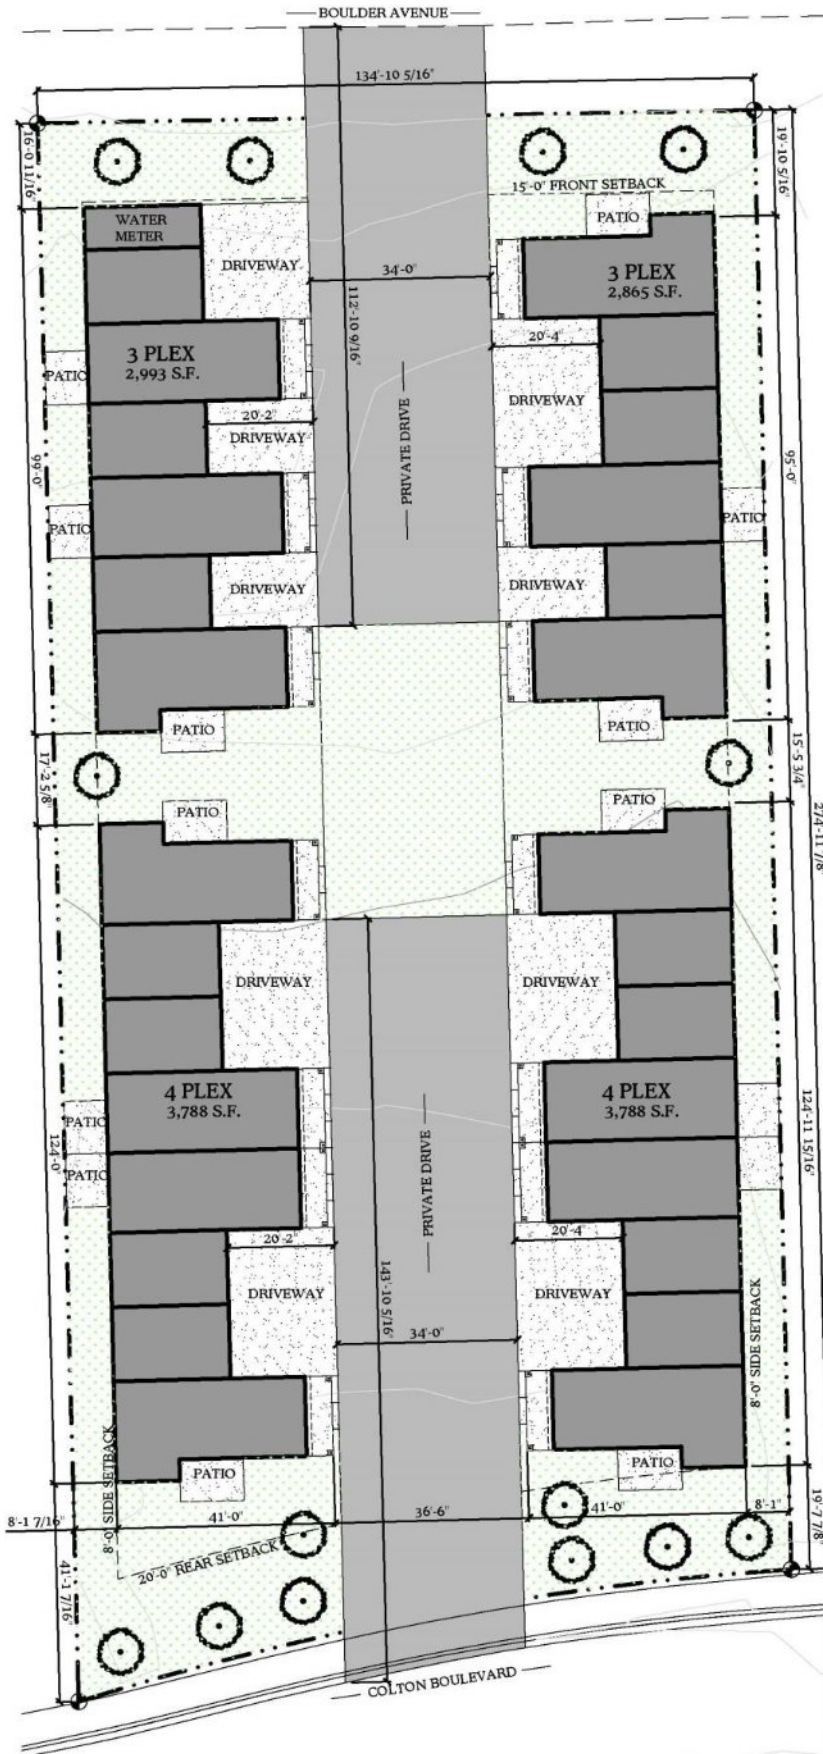 BOULDER AVENUE
134'-10 5/16"
16'-0 11/16"
19'-10 5/16"
15'-0" FRONT SETBACK
WATER
METER
PATIO
DRIVEWAY
34'-0"
3 PLEX
2,865 S.F.
112'-10 9/16"
20'-4"
3 PLEX
2,993 S.F.
PATIO
PRIVATE DRIVE
DRIVEWAY
20'-2"
DRIVEWAY
99'-0"
95'-0"
PATIO
PATIO
DRIVEWAY
DRIVEWAY
PATIO
PATIO
17'-2 5/8"
15'-5 3/4"
274'-11 7/8"
PATIO
PATIO
DRIVEWAY
DRIVEWAY
4 PLEX
3,788 S.F.
4 PLEX
3,788 S.F.
PATIO
PATIO
124'-0"
124'-11 15/16"
PRIVATE DRIVE
20'-2"
20'-4"
143'-10 5/16"
DRIVEWAY
DRIVEWAY
34'-0"
8'-0" SIDE SETBACK
8'-0" SIDE SETBACK
PATIO
PATIO
8'-1 7/16"
41'-0"
36'-6"
41'-0"
8'-1"
19'-7 7/8"
20'-0" REAR SETBACK
41'-1 7/16"
COLTON BOULEVARD